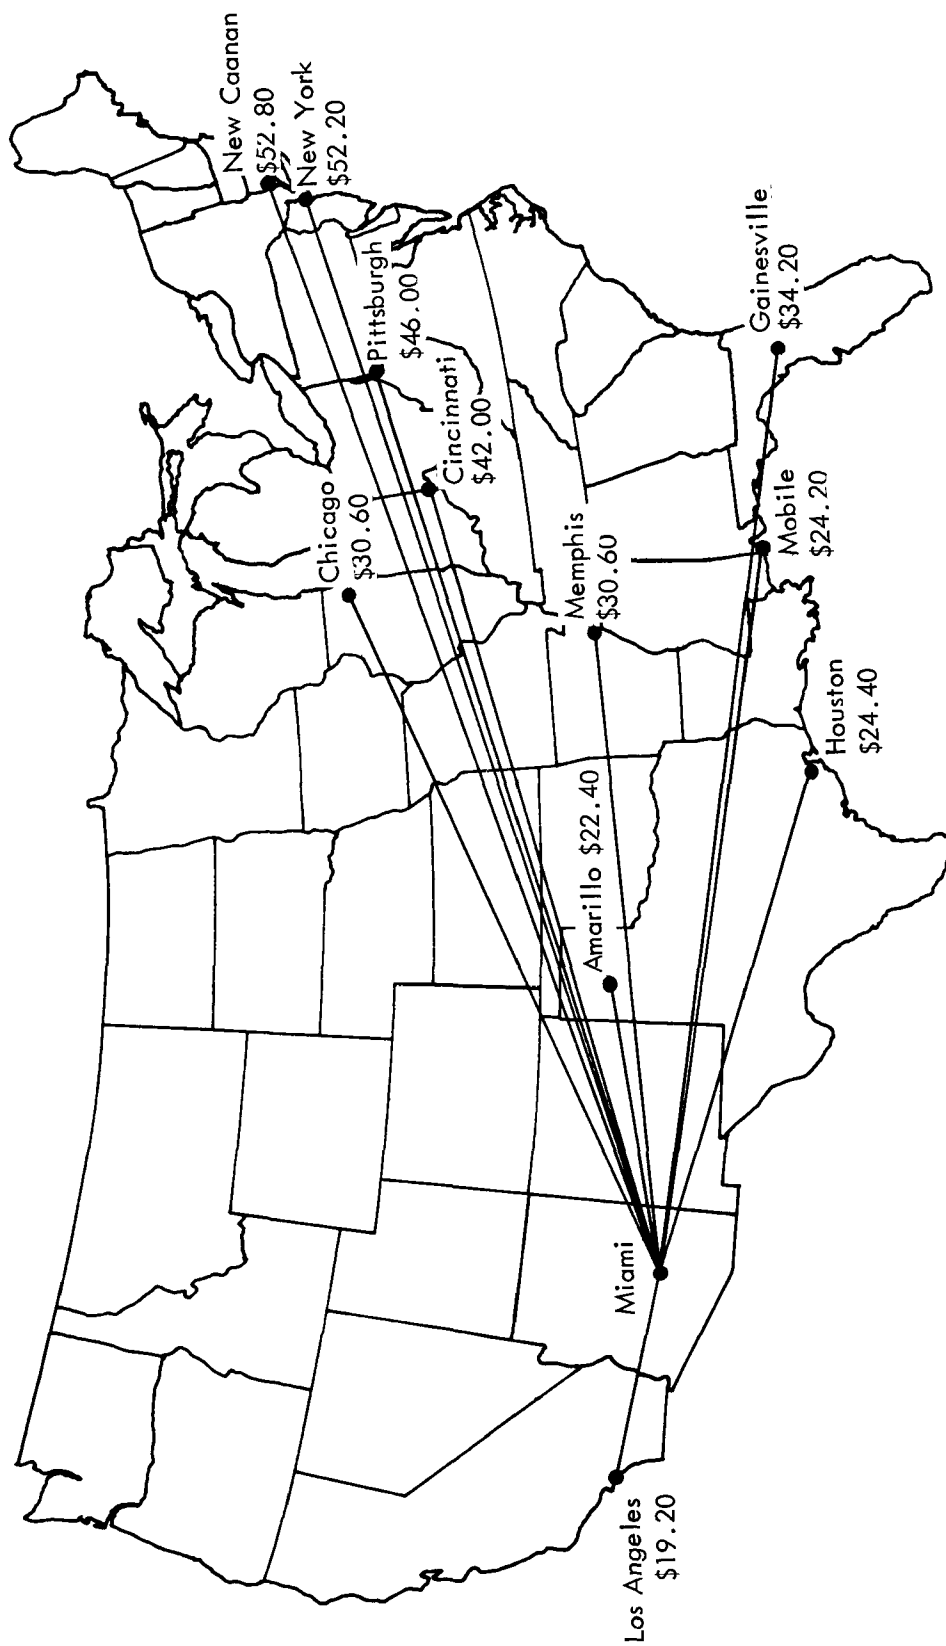 New Caanan
$52.80
New York
$52.20
Pittsburgh
$46.00
Cincinnati
$42.00
Chicago
$30.60
Memphis
$30.60
Gainesville
$34.20
Mobile
$24.20
Houston
$24.40
Amarillo $22.40
Miami
Los Angeles
$19.20